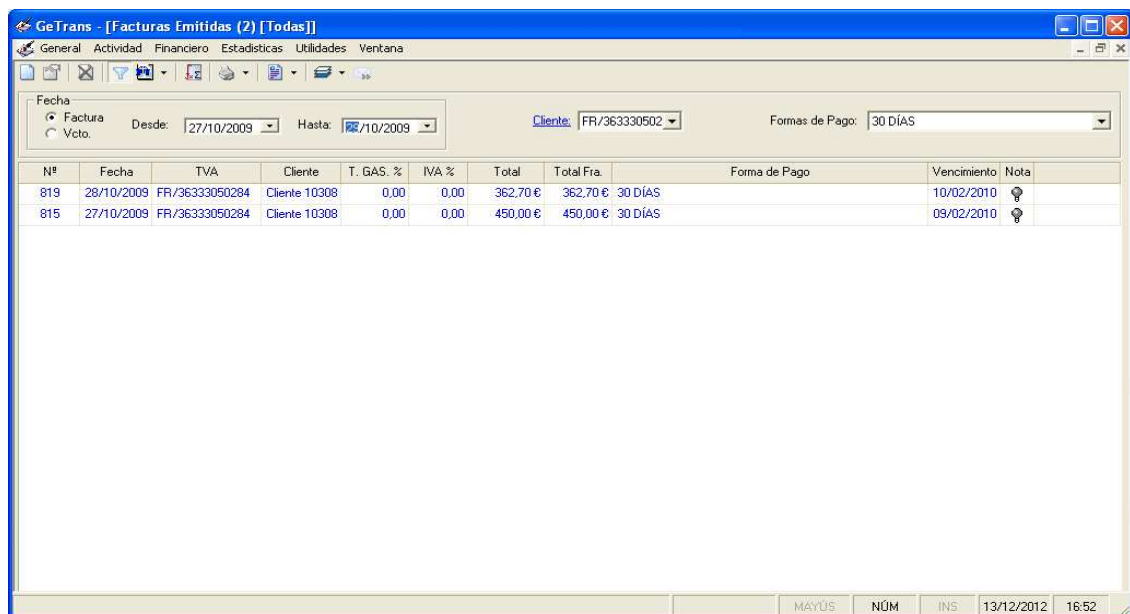 GeTrans - [Facturas Emitidas (2) [Todas]]
General Actividad Financiero Estadisticas Utilidades Ventana
Fecha
Factura
Vcto.
Desde: 27/10/2009 Hasta: /10/2009 Cliente: FR/363330502 Formas de Pago: 30 DÍAS
Nº Fecha TVA Cliente T. GAS. % IVA % Total Total Fra. Forma de Pago Vencimiento Nota
819 28/10/2009 FR/36333050284 Cliente 10308 0,00 0,00 362,70 € 362,70 € 30 DÍAS 10/02/2010
815 27/10/2009 FR/36333050284 Cliente 10308 0,00 0,00 450,00 € 450,00 € 30 DÍAS 09/02/2010
MAYÚS NÚM INS 13/12/2012 16:52